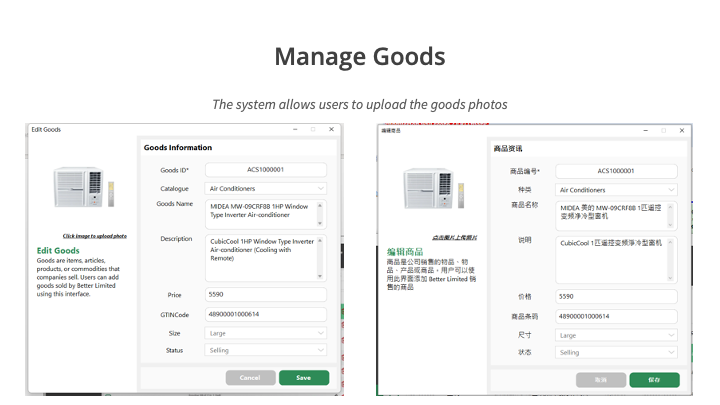 Manage Goods
The system allows users to upload the goods photos
Edit Goods
Click image to upload photo
Edit Goods
Goods are items, articles,
products, or commodities that
companies sell. Users can add
goods sold by Better Limited
using this interface.
Goods Information
Goods ID* ACS1000001
Catalogue Air Conditioners
Goods Name MIDEA MW-09CRF8B 1HP Window
Type Inverter Air-conditioner
Description CubicCool 1HP Window Type Inverter
Air-conditioner (Cooling with
Remote)
Price 5590
GTINCode 48900001000614
Size Large
Status Selling
Cancel Save
编辑商品
点击图片上传照片
编辑商品
商品是公司销售的物品、物
品、产品或商品。用户可以使
用此界面添加 Better Limited 销
售的商品
商品资讯
商品编号* ACS1000001
种类 Air Conditioners
商品名称 MIDEA 美的 MW-09CRF8B 1匹遥控
变频净冷型窗机
说明 CubicCool 1匹遥控变频净冷型窗机
价格 5590
商品条码 48900001000614
尺寸 Large
状态 Selling
取消 保存